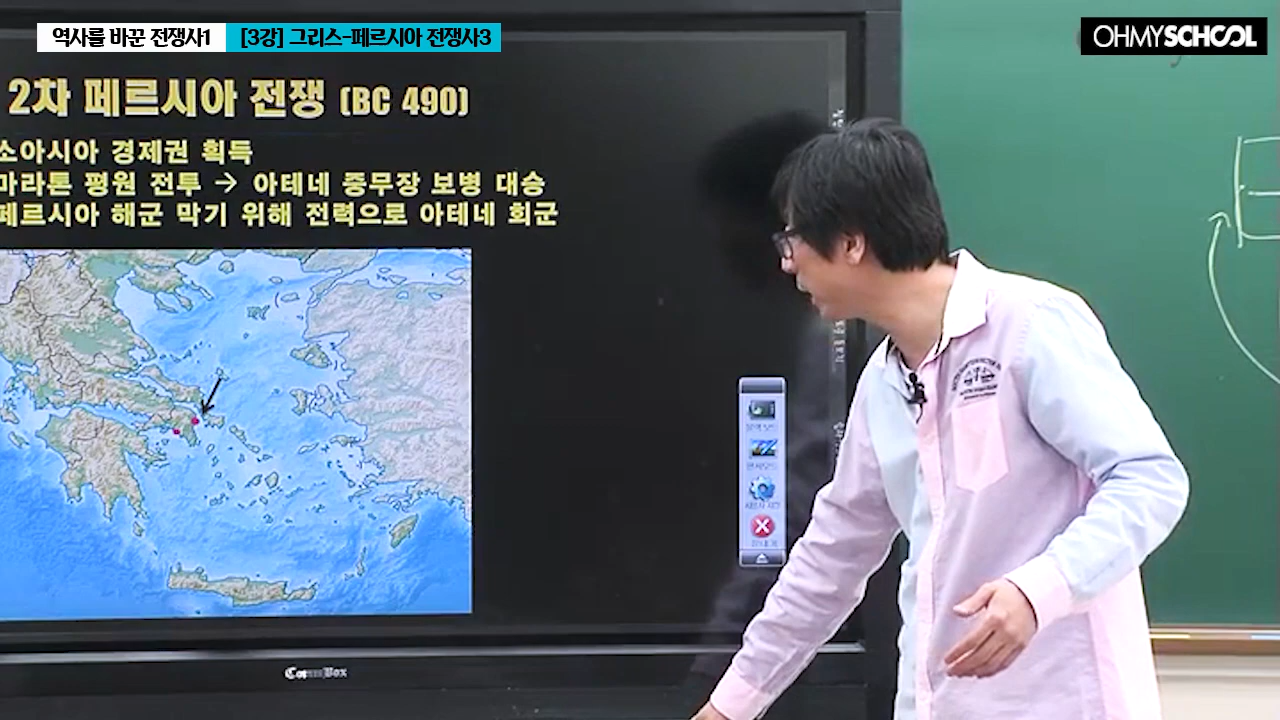 역사를 바꾼 전쟁사1 [3강] 그리스-페르시아 전쟁사3
OHMYSCHOOL
2차 페르시아 전쟁 (BC 490)
소아시아 경제권 획득
마라톤 평원 전투 → 아테네 중무장 보병 대승
페르시아 해군 막기 위해 전력으로 아테네 회군
CommBox